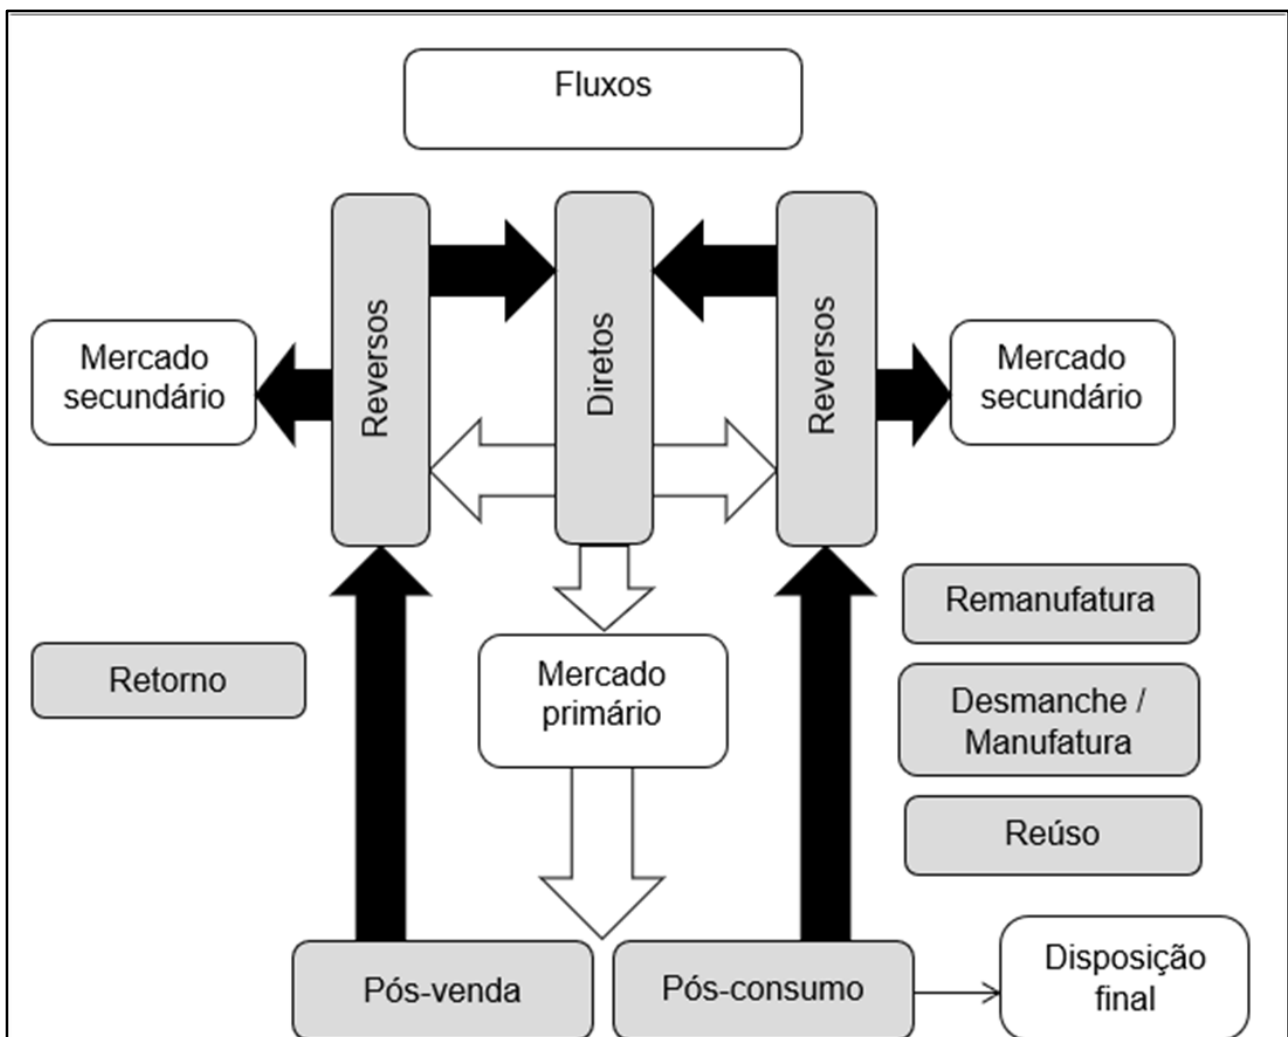 Fluxos
Reversos
Diretos
Reversos
Mercado
secundário
Mercado
secundário
Remanufatura
Retorno
Mercado
primário
Desmanche /
Manufatura
Reúso
Pós-venda
Pós-consumo
Disposição
final